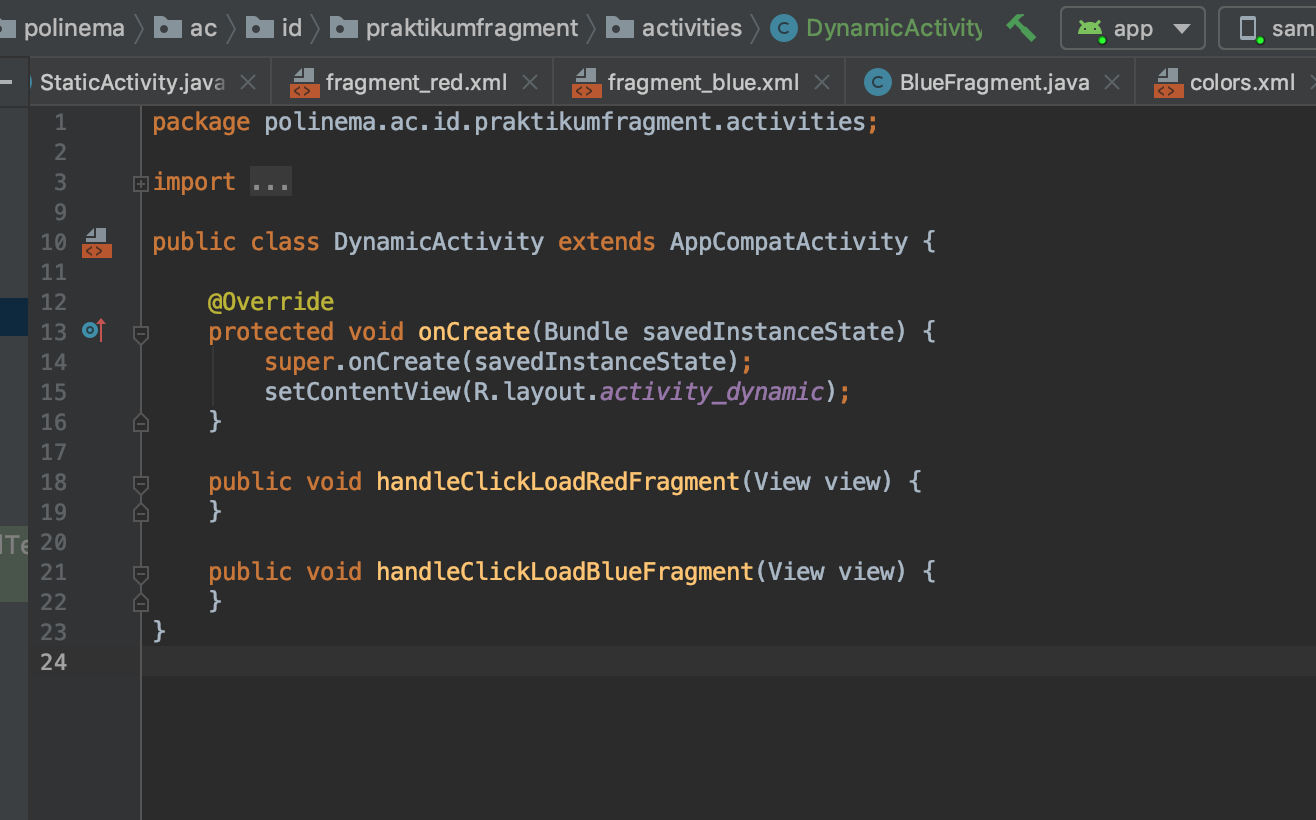 polinema ac id praktikumfragment activities C DynamicActivity app sam
StaticActivity.java fragment_red.xml fragment_blue.xml C BlueFragment.java colors.xml
1 package polinema.ac.id.praktikumfragment.activities;
2
3 import ...
9
10 public class DynamicActivity extends AppCompatActivity {
11
12 @Override
13 protected void onCreate(Bundle savedInstanceState) {
14 super.onCreate(savedInstanceState);
15 setContentView(R.layout.activity_dynamic);
16 }
17
18 public void handleClickLoadRedFragment(View view) {
19 }
20
21 public void handleClickLoadBlueFragment(View view) {
22 }
23 }
24